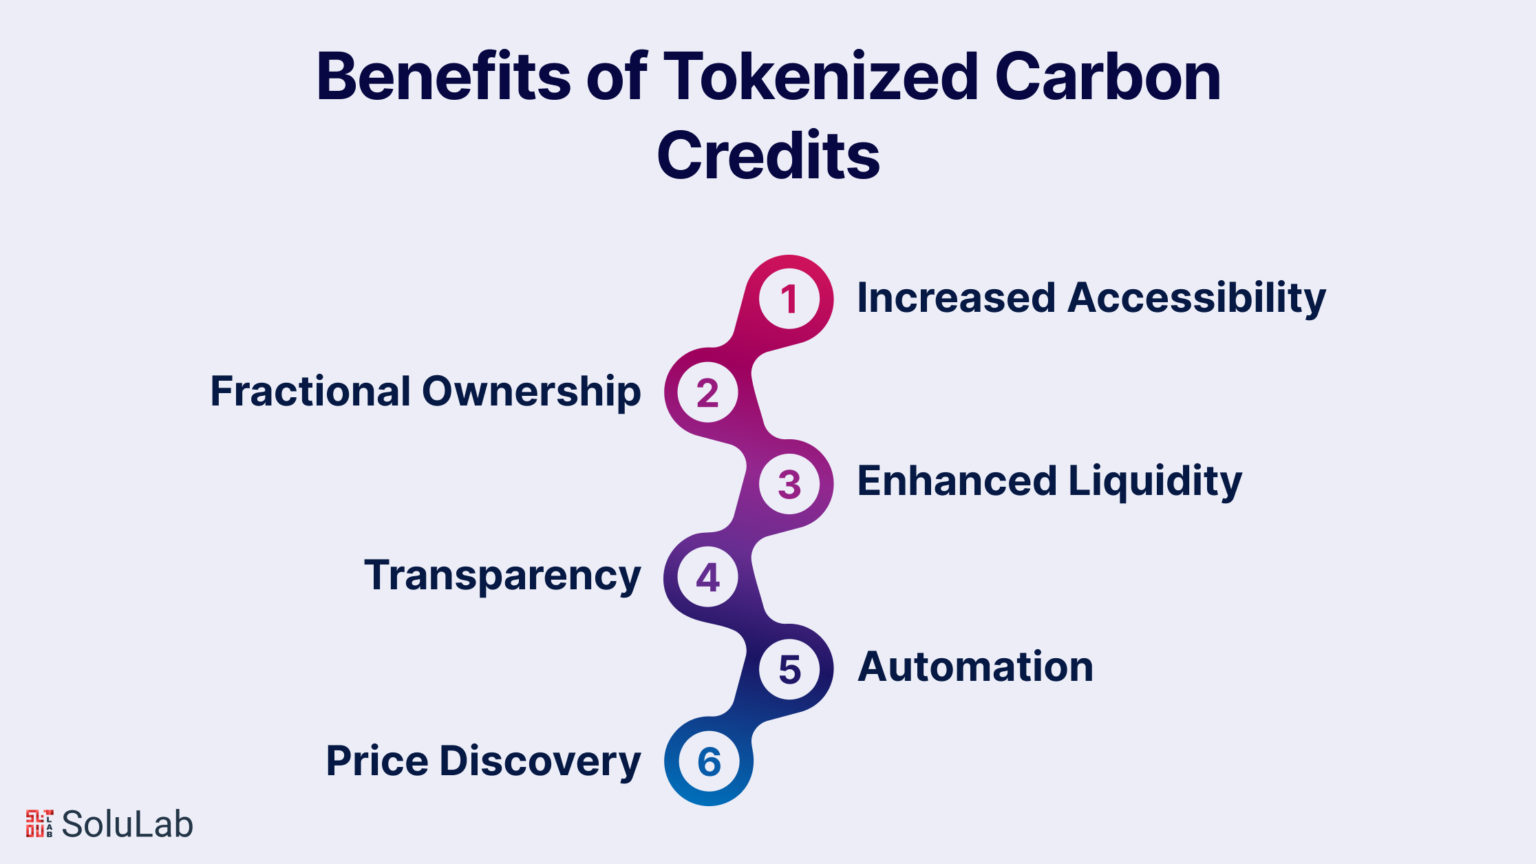 Benefits of Tokenized Carbon
Credits
1 Increased Accessibility
Fractional Ownership 2
3 Enhanced Liquidity
Transparency 4
5 Automation
Price Discovery 6
SOLULAB SoluLab